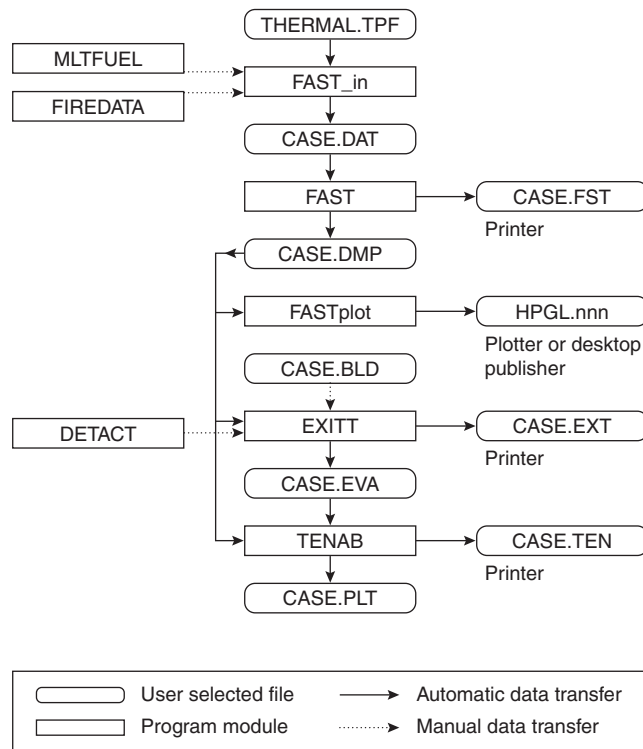 THERMAL.TPF
MLTFUEL
FAST_in
FIREDATA
CASE.DAT
FAST
CASE.FST
Printer
CASE.DMP
FASTplot
HPGL.nnn
Plotter or desktop
publisher
CASE.BLD
DETACT
EXITT
CASE.EXT
Printer
CASE.EVA
TENAB
CASE.TEN
Printer
CASE.PLT
User selected file
Automatic data transfer
Program module
Manual data transfer